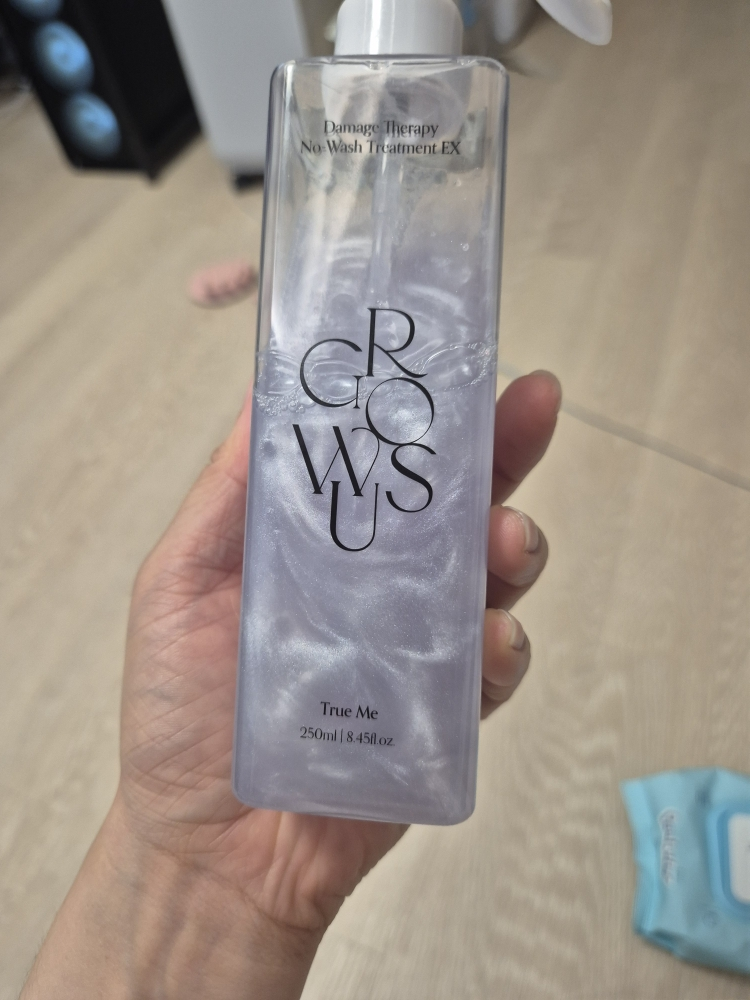 Damage Therapy
No-Wash Treatment EX
GROWUS
True Me
250ml | 8.45fl.oz.